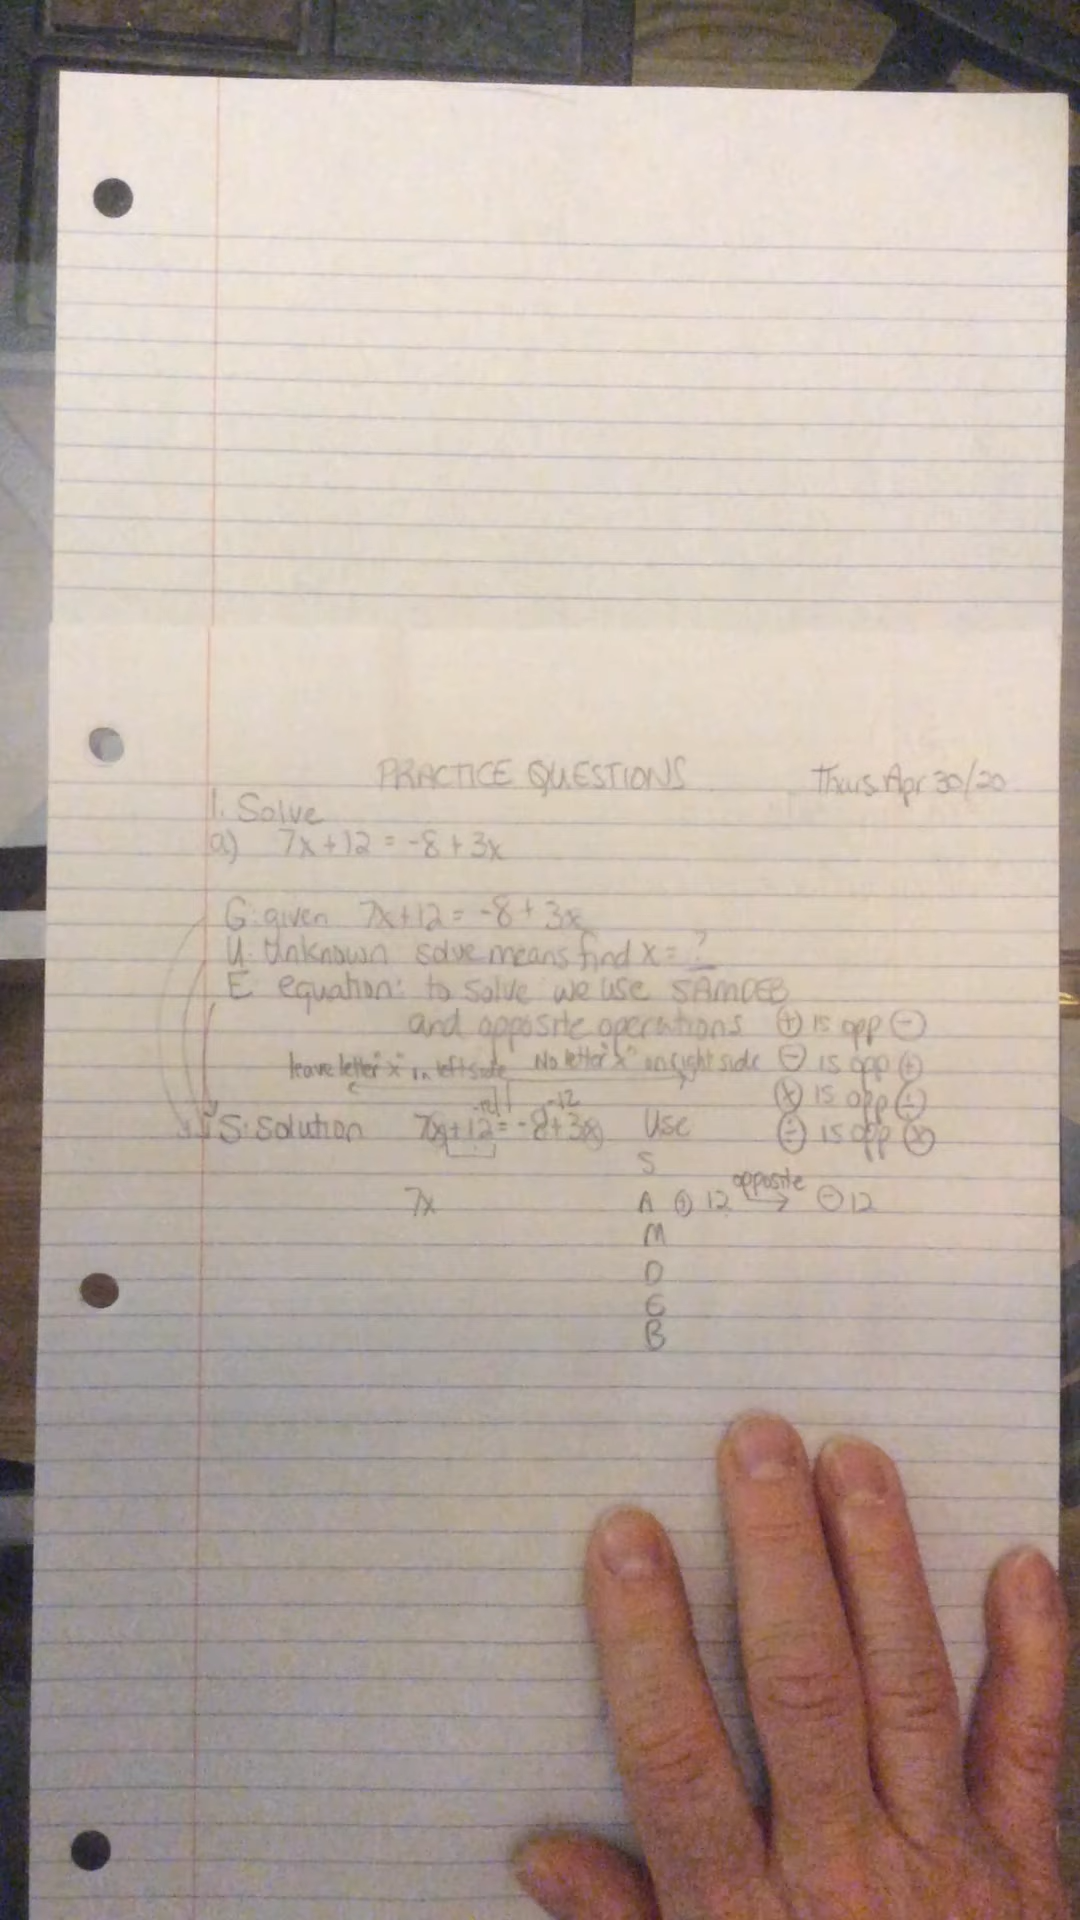 PRACTICE QUESTIONS Thurs. Apr 30/20
1. Solve
a) 7x+12 = -8+3x
G: given 7x+12 = -8+3x
U: Unknown solve means find x = ?
E equation: to solve we use SAMDEB
and opposite operations + is opp -
leave letter "x" in left side No letter "x" on right side - is opp +
x is opp ÷
-12 -12
S: Solution 7x+12 = -8+3x Use ÷ is opp x
S
7x A + 12 opposite → - 12
M
D
E
B